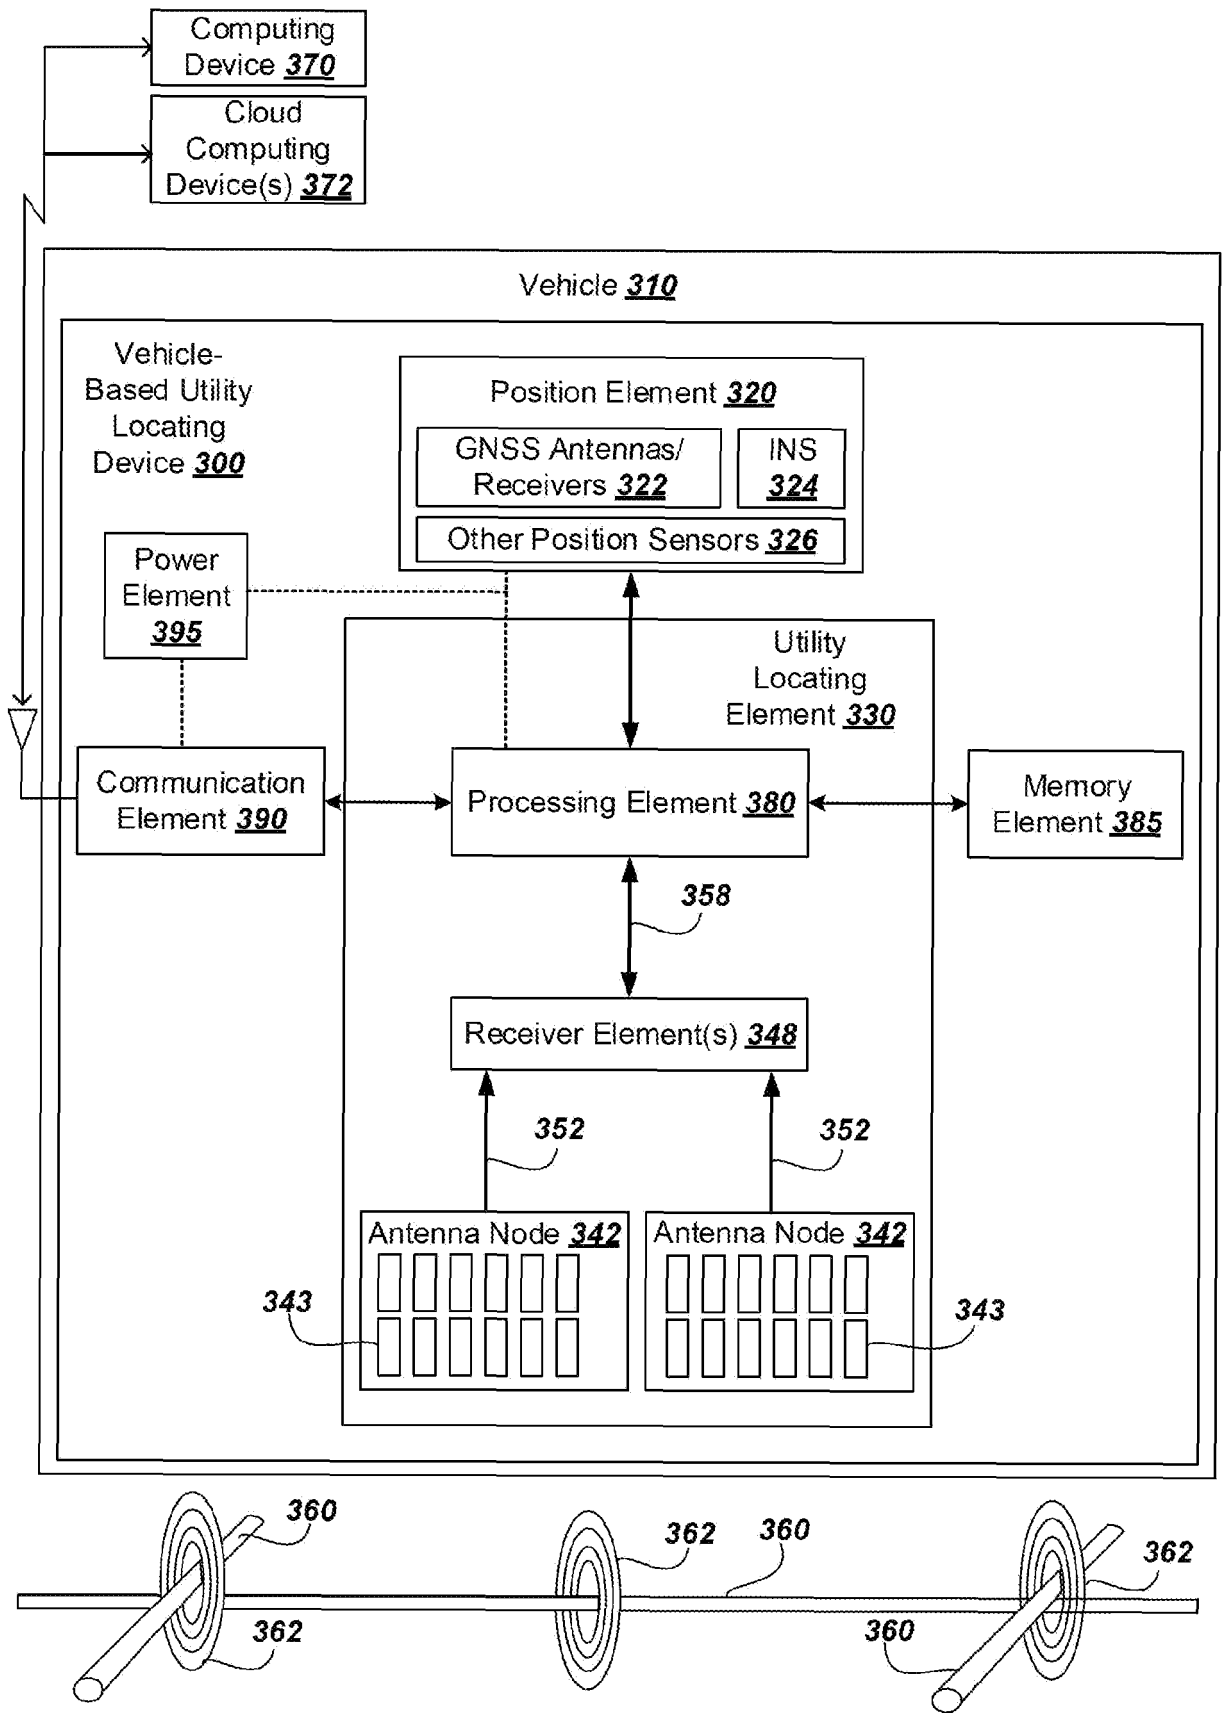 Computing
Device 370
Cloud
Computing
Device(s) 372
Vehicle 310
Vehicle-
Based Utility
Locating
Device 300
Position Element 320
GNSS Antennas/
Receivers 322
INS
324
Other Position Sensors 326
Power
Element
395
Utility
Locating
Element 330
Communication
Element 390
Processing Element 380
Memory
Element 385
358
Receiver Element(s) 348
352
352
Antenna Node 342
Antenna Node 342
343
343
360
362
360
362
362
360